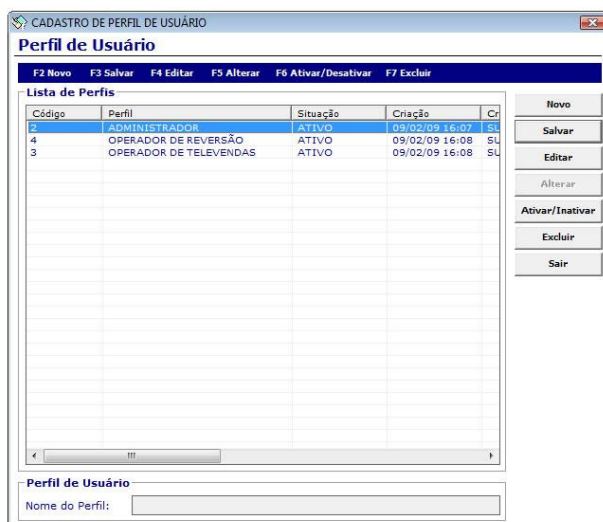 CADASTRO DE PERFIL DE USUÁRIO
Perfil de Usuário
F2 Novo F3 Salvar F4 Editar F5 Alterar F6 Ativar/Desativar F7 Excluir
Lista de Perfis
Código Perfil Situação Criação Cr
2 ADMINISTRADOR ATIVO 09/02/09 16:07 SU
4 OPERADOR DE REVERSÃO ATIVO 09/02/09 16:08 SU
3 OPERADOR DE TELEVENDAS ATIVO 09/02/09 16:08 SU
Novo
Salvar
Editar
Alterar
Ativar/Inativar
Excluir
Sair
Perfil de Usuário
Nome do Perfil: